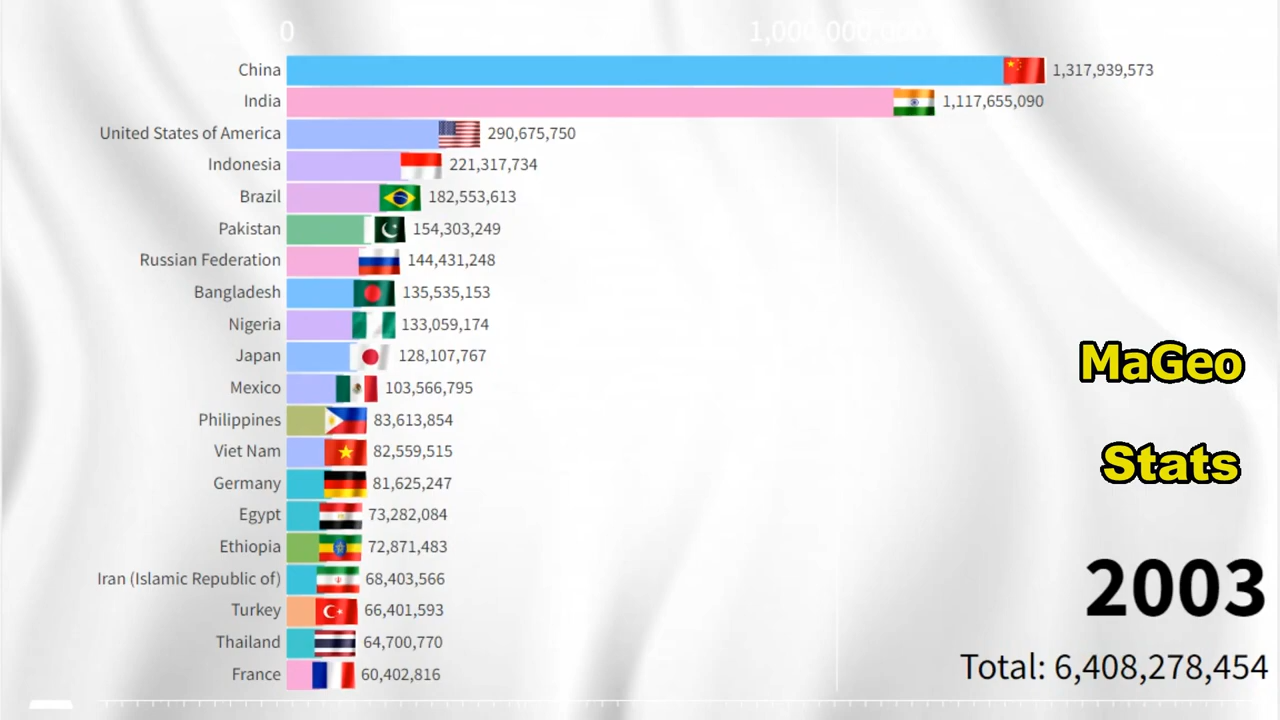 0 1,000,000,000
China 1,317,939,573
India 1,117,655,090
United States of America 290,675,750
Indonesia 221,317,734
Brazil 182,553,613
Pakistan 154,303,249
Russian Federation 144,431,248
Bangladesh 135,535,153
Nigeria 133,059,174
Japan 128,107,767
Mexico 103,566,795
Philippines 83,613,854
Viet Nam 82,559,515
Germany 81,625,247
Egypt 73,282,084
Ethiopia 72,871,483
Iran (Islamic Republic of) 68,403,566
Turkey 66,401,593
Thailand 64,700,770
France 60,402,816
MaGeo
Stats
2003
Total: 6,408,278,454